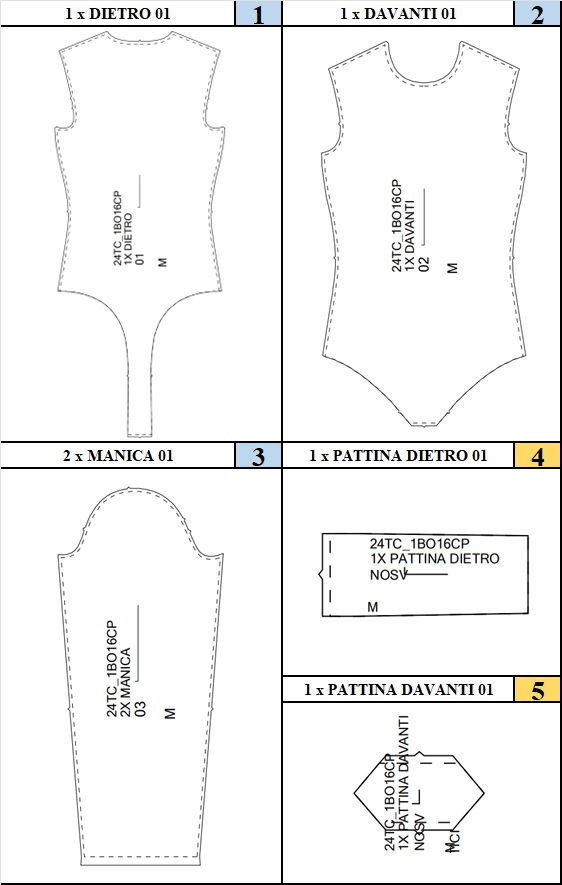 1 x DIETRO 01
1
24TC_1BO16CP
1X DIETRO
01
M
1 x DAVANTI 01
2
24TC_1BO16CP
1X DAVANTI
02
M
2 x MANICA 01
3
24TC_1BO16CP
2X MANICA
03
M
1 x PATTINA DIETRO 01
4
24TC_1BO16CP
1X PATTINA DIETRO
NOSV
M
1 x PATTINA DAVANTI 01
5
24TC_1BO16CP
1X PATTINA DAVANTI
NOSV
M